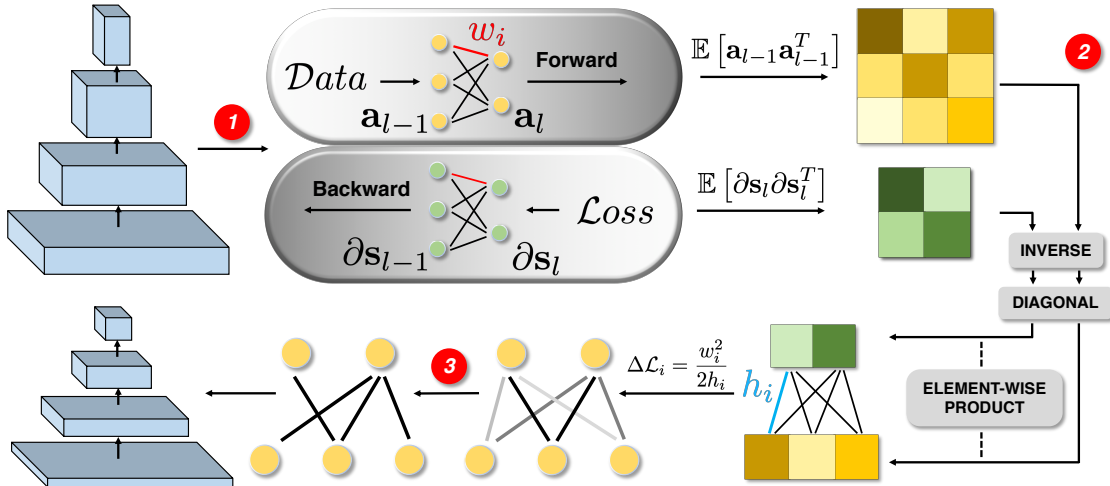 1
𝒟ata
w_i
Forward
a_{l−1}
a_l
𝔼 [a_{l−1}a_{l−1}^T]
2
Backward
ℒoss
∂s_{l−1}
∂s_l
𝔼 [∂s_l∂s_l^T]
INVERSE
DIAGONAL
3
Δℒ_i = w_i^2 / 2h_i
h_i
ELEMENT-WISE
PRODUCT